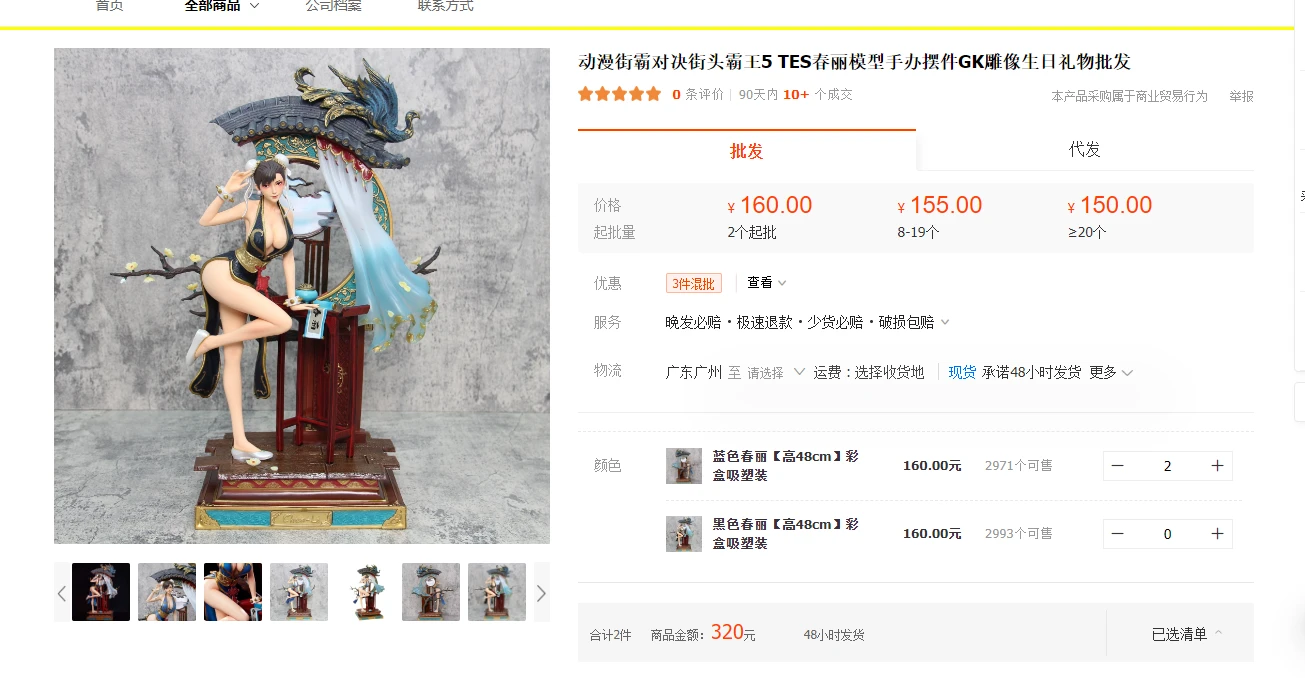 首页 全部商品 公司档案 联系方式
动漫街霸对决街头霸王5 TES春丽模型手办摆件GK雕像生日礼物批发
0 条评价 90天内 10+ 个成交 本产品采购属于商业贸易行为 举报
批发 代发
价格 ¥ 160.00 ¥ 155.00 ¥ 150.00
起批量 2个起批 8-19个 ≥20个
优惠 3件混批 查看
服务 晚发必赔·极速退款·少货必赔·破损包赔
物流 广东广州 至 请选择 运费：选择收货地 现货 承诺48小时发货 更多
颜色 蓝色春丽【高48cm】彩
盒吸塑装 160.00元 2971个可售 − 2 +
黑色春丽【高48cm】彩
盒吸塑装 160.00元 2993个可售 − 0 +
合计2件 商品金额：320元 48小时发货 已选清单